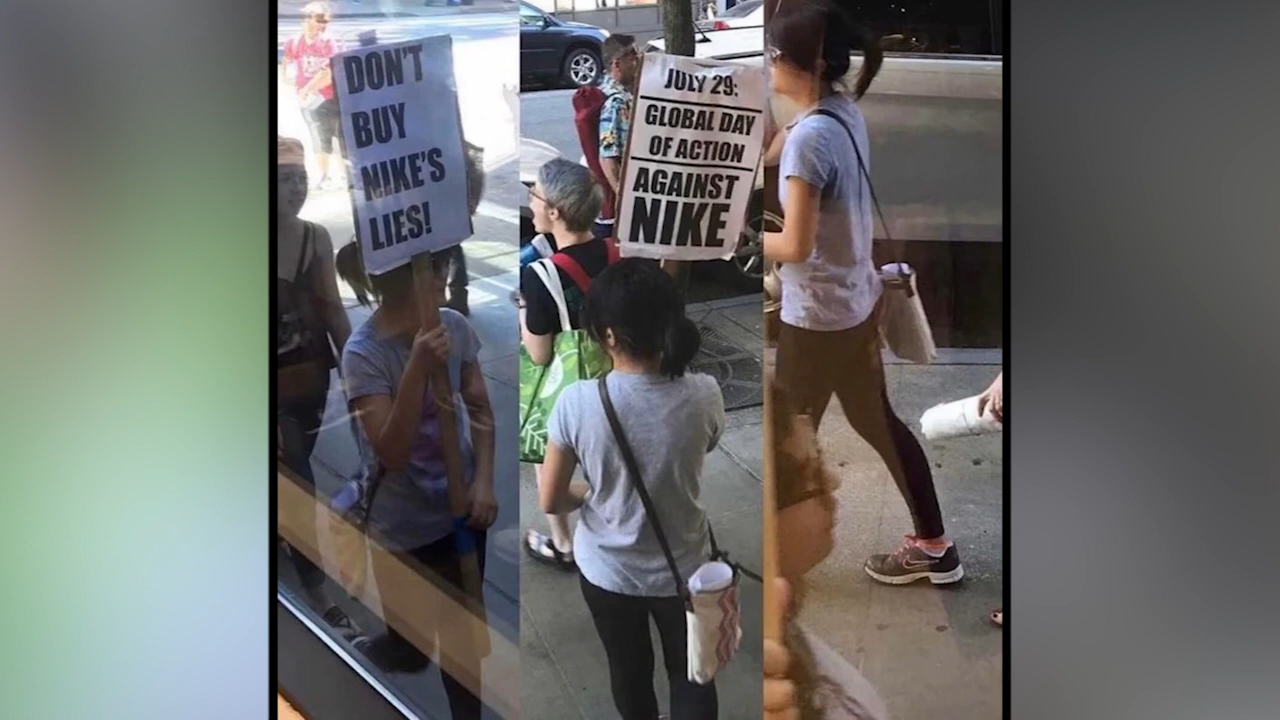 DON'T
BUY
NIKE'S
LIES!
JULY 29:
GLOBAL DAY
OF ACTION
AGAINST
NIKE